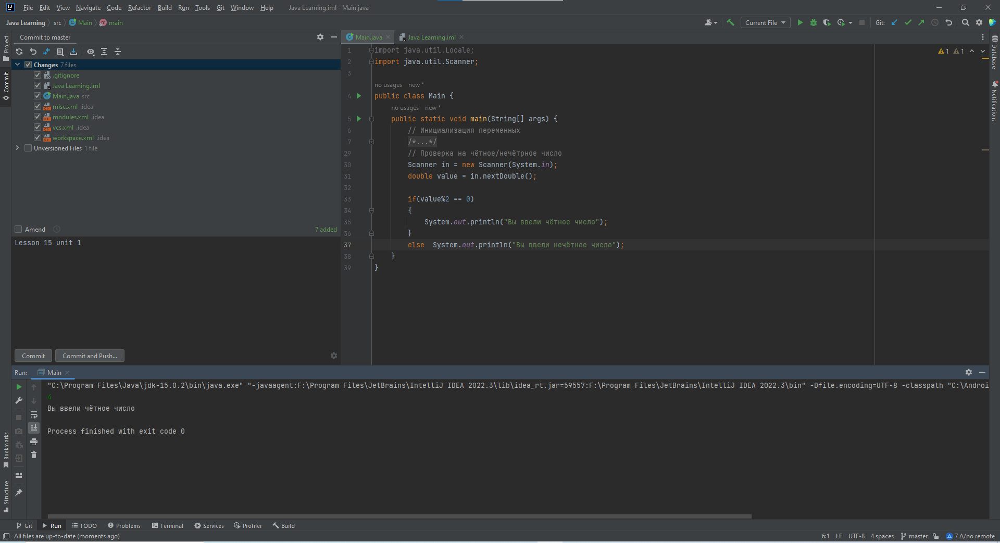 File Edit View Navigate Code Refactor Build Run Tools Git Window Help Java Learning.iml - Main.java
Java Learning src Main main Current File Git:
Project
Commit
Bookmarks
Structure
Commit to master
Changes 7 files
.gitignore
Java Learning.iml
Main.java src
misc.xml .idea
modules.xml .idea
vcs.xml .idea
workspace.xml .idea
Unversioned Files 1 file
Amend 7 added
Lesson 15 unit 1
Commit Commit and Push...
Main.java Java Learning.iml
1 import java.util.Locale; 1 1
2 import java.util.Scanner;
3
no usages new *
4 public class Main {
no usages new *
5 public static void main(String[] args) {
6 // Инициализация переменных
7 /*...*/
29 // Проверка на чётное/нечётрное число
30 Scanner in = new Scanner(System.in);
31 double value = in.nextDouble();
32
33 if(value%2 == 0)
34 {
35 System.out.println("Вы ввели чётное число");
36 }
37 else System.out.println("Вы ввели нечётное число");
38 }
39 }
Database
Notifications
Run: Main
"C:\Program Files\Java\jdk-15.0.2\bin\java.exe" "-javaagent:F:\Program Files\JetBrains\IntelliJ IDEA 2022.3\lib\idea_rt.jar=59557:F:\Program Files\JetBrains\IntelliJ IDEA 2022.3\bin" -Dfile.encoding=UTF-8 -classpath "C:\Androi
4
Вы ввели чётное число
Process finished with exit code 0
Git Run TODO Problems Terminal Services Profiler Build
All files are up-to-date (moments ago) 6:1 LF UTF-8 4 spaces master 7 Δ/no remote